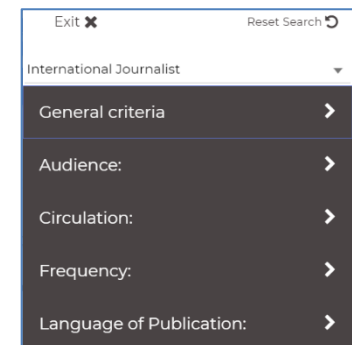 Exit ✖ Reset Search
International Journalist
General criteria
Audience:
Circulation:
Frequency:
Language of Publication: